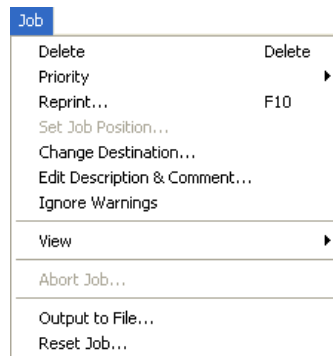 Job
Delete Delete
Priority
Reprint... F10
Set Job Position...
Change Destination...
Edit Description & Comment...
Ignore Warnings
View
Abort Job...
Output to File...
Reset Job...